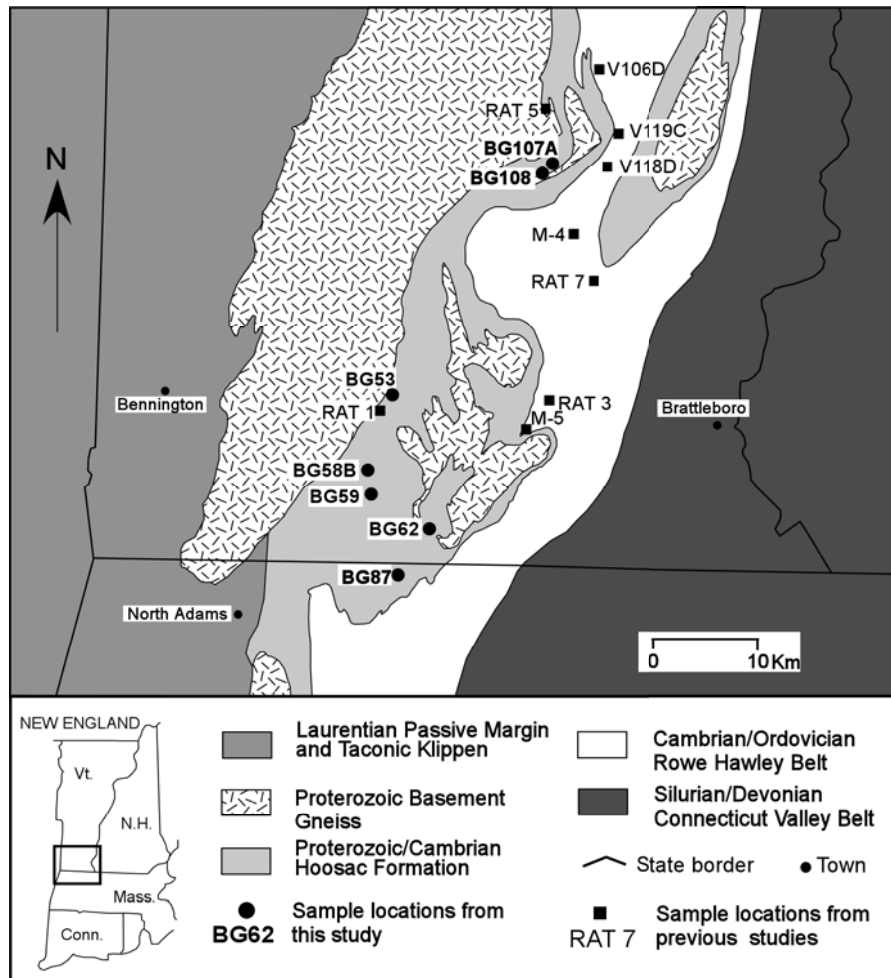 V106D
RAT 5
V119C
BG107A
V118D
BG108
N
M-4
RAT 7
BG53
Bennington
RAT 1
RAT 3
Brattleboro
M-5
BG58B
BG59
BG62
BG87
North Adams
0 10 Km
NEW ENGLAND
Vt.
N.H.
Mass.
Conn.
Laurentian Passive Margin
and Taconic Klippen
Proterozoic Basement
Gneiss
Proterozoic/Cambrian
Hoosac Formation
BG62
Sample locations from
this study
Cambrian/Ordovician
Rowe Hawley Belt
Silurian/Devonian
Connecticut Valley Belt
State border
Town
RAT 7
Sample locations from
previous studies